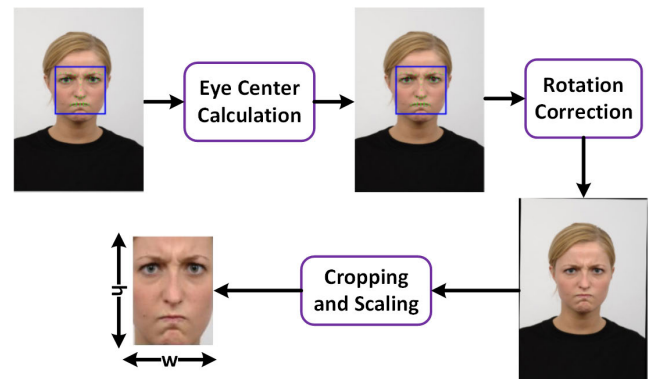 Eye Center
Calculation
Rotation
Correction
Cropping
and Scaling
h
w